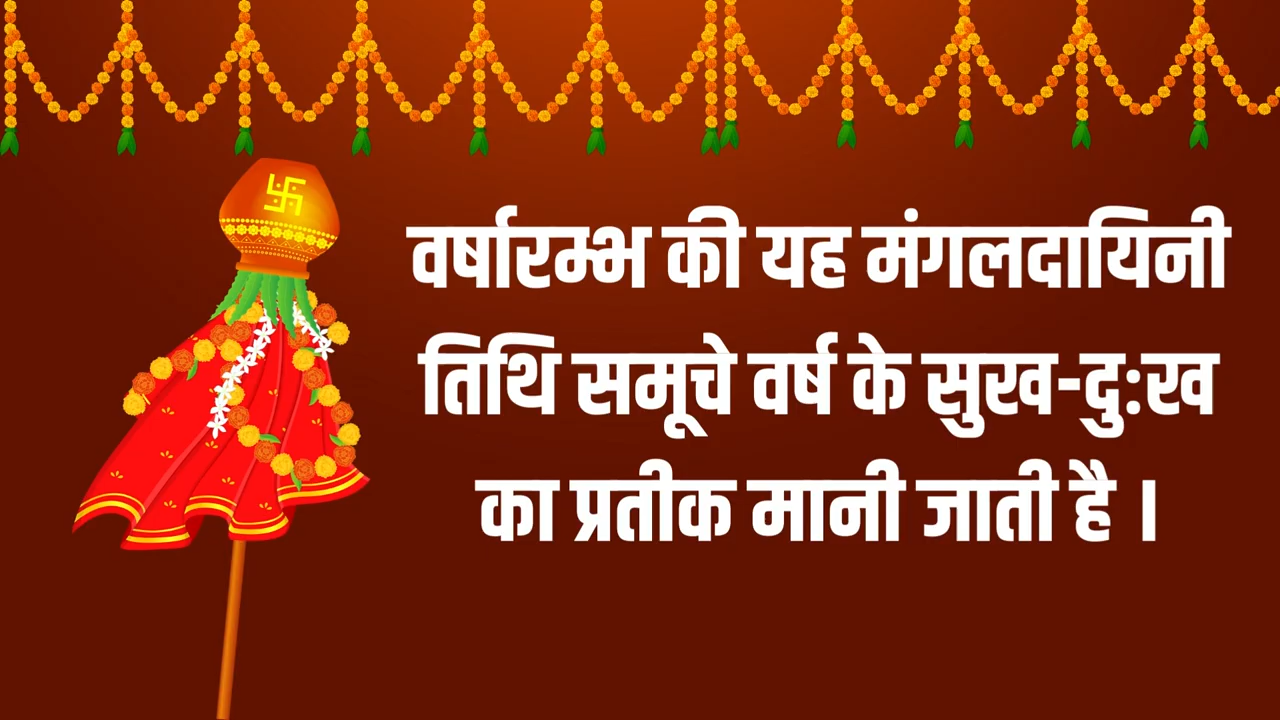 वर्षारम्भ की यह मंगलदायिनी
तिथि समूचे वर्ष के सुख-दु:ख
का प्रतीक मानी जाती है ।